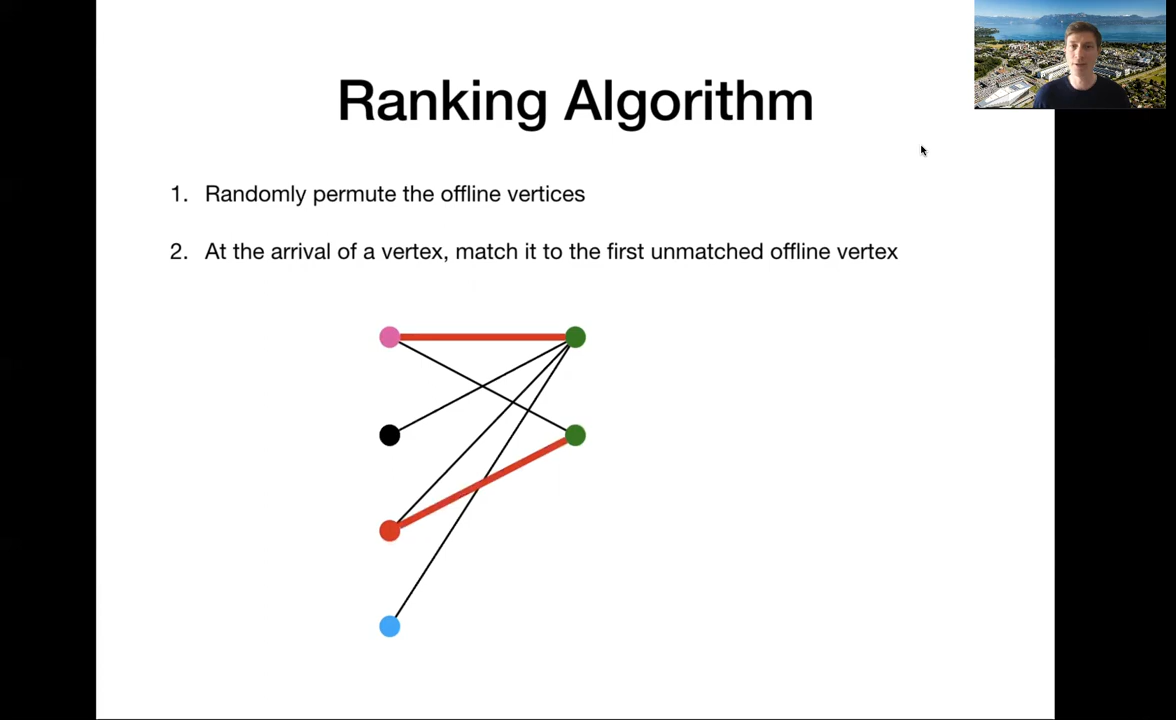 Ranking Algorithm
1. Randomly permute the offline vertices
2. At the arrival of a vertex, match it to the first unmatched offline vertex